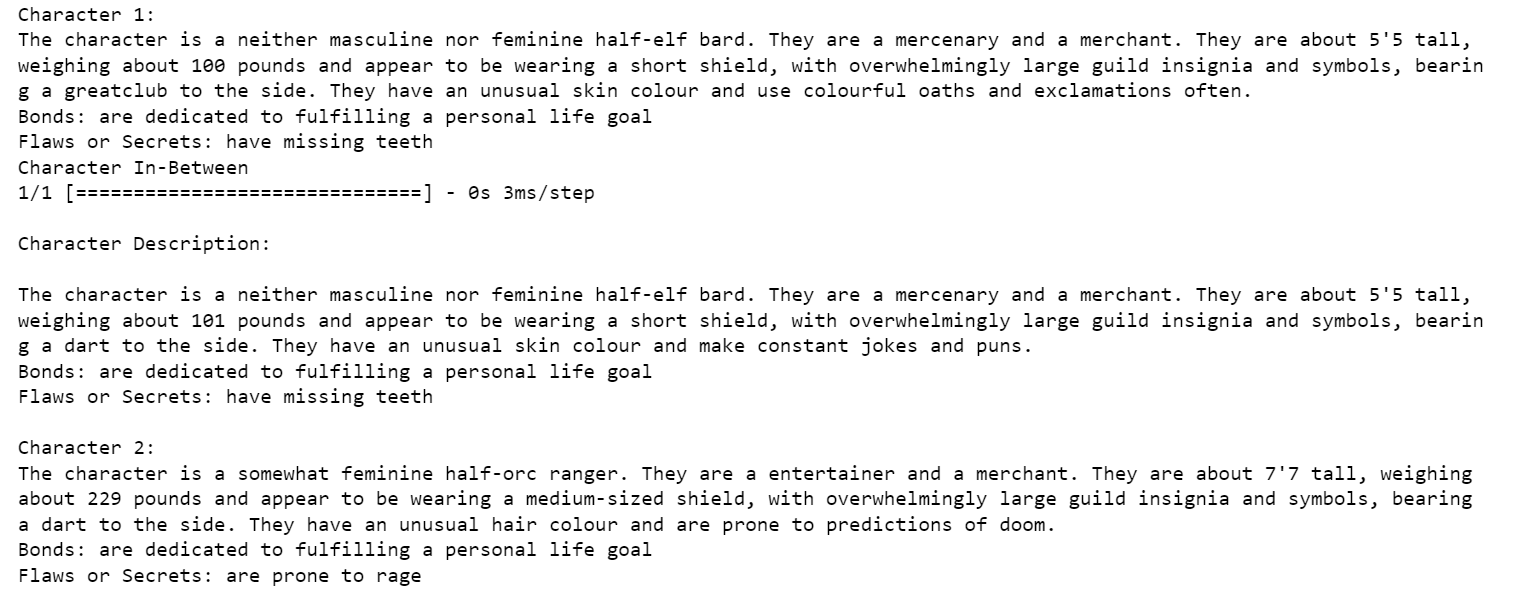 Character 1:
The character is a neither masculine nor feminine half-elf bard. They are a mercenary and a merchant. They are about 5'5 tall,
weighing about 100 pounds and appear to be wearing a short shield, with overwhelmingly large guild insignia and symbols, bearin
g a greatclub to the side. They have an unusual skin colour and use colourful oaths and exclamations often.
Bonds: are dedicated to fulfilling a personal life goal
Flaws or Secrets: have missing teeth
Character In-Between
1/1 [==============================] - 0s 3ms/step
Character Description:
The character is a neither masculine nor feminine half-elf bard. They are a mercenary and a merchant. They are about 5'5 tall,
weighing about 101 pounds and appear to be wearing a short shield, with overwhelmingly large guild insignia and symbols, bearin
g a dart to the side. They have an unusual skin colour and make constant jokes and puns.
Bonds: are dedicated to fulfilling a personal life goal
Flaws or Secrets: have missing teeth
Character 2:
The character is a somewhat feminine half-orc ranger. They are a entertainer and a merchant. They are about 7'7 tall, weighing
about 229 pounds and appear to be wearing a medium-sized shield, with overwhelmingly large guild insignia and symbols, bearing
a dart to the side. They have an unusual hair colour and are prone to predictions of doom.
Bonds: are dedicated to fulfilling a personal life goal
Flaws or Secrets: are prone to rage